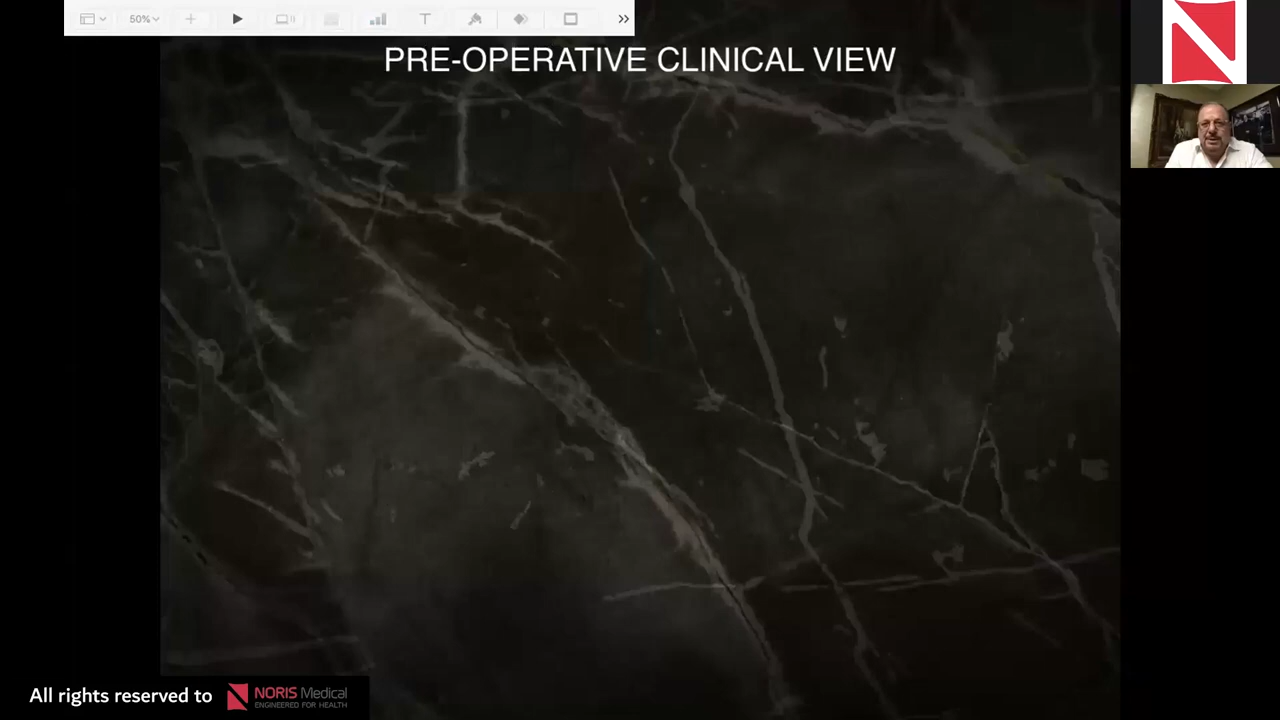 50%
PRE-OPERATIVE CLINICAL VIEW
All rights reserved to
NORIS Medical
ENGINEERED FOR HEALTH